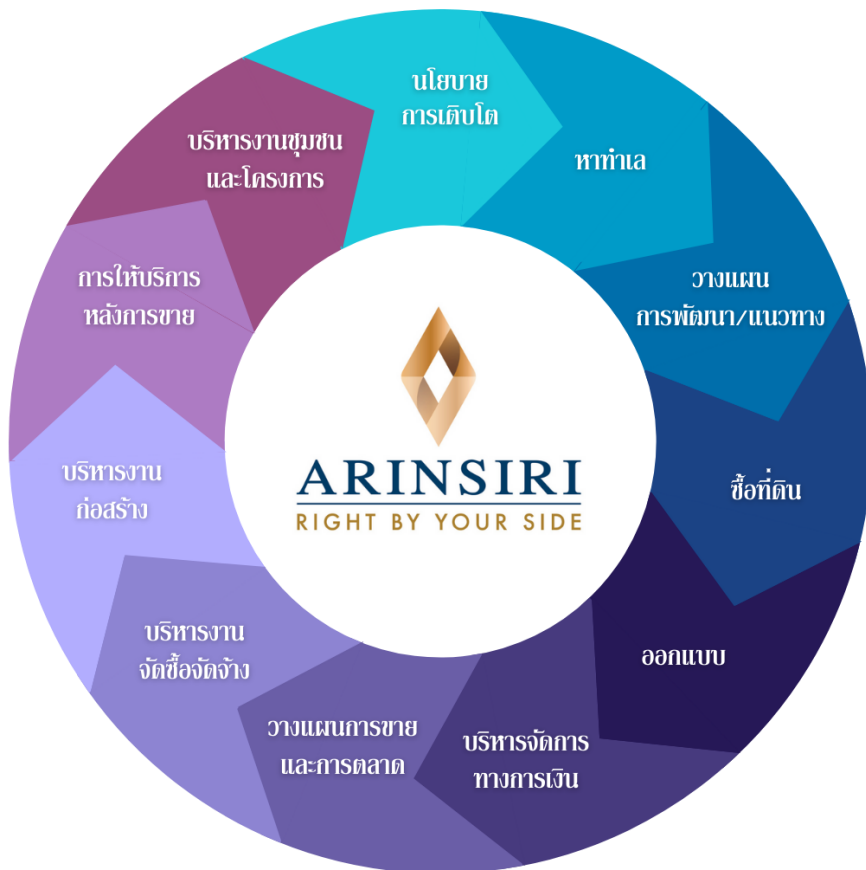 นโยบาย
การเติบโต
หาทำเล
วางแผน
การพัฒนา/แนวทาง
ซื้อที่ดิน
ออกแบบ
บริหารจัดการ
ทางการเงิน
วางแผนการขาย
และการตลาด
บริหารงาน
จัดซื้อจัดจ้าง
บริหารงาน
ก่อสร้าง
การให้บริการ
หลังการขาย
บริหารงานชุมชน
และโครงการ
ARINSIRI
RIGHT BY YOUR SIDE